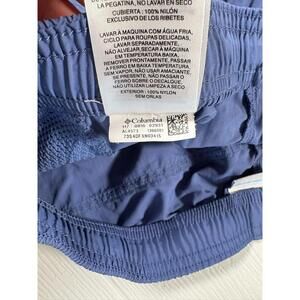 LA PEGATINA, NO LAVAR EN SECO
CUBIERTA: 100% NYLON
EXCLUSIVO DE LOS RIBETES
LAVAR À MÁQUINA COM ÁGUA FRIA,
CICLO PARA ROUPAS DELICADAS,
LAVAR SEPARADAMENTE,
NÃO ALVEJAR, SECAR À MÁQUINA
EM TEMPERATURA BAIXA,
REMOVER PRONTAMENTE, PASSAR
A FERRO EM BAIXA TEMPERATURA,
SEM VAPOR, NÃO USAR AMACIANTE
SE PRESENTE, NÃO PASSAR
A FERRO SOBRE O DECALQUE,
NÃO UTILIZAR LIMPEZA A SECO
EXTERIOR: 100% NYLON
SEM ORLAS
Columbia